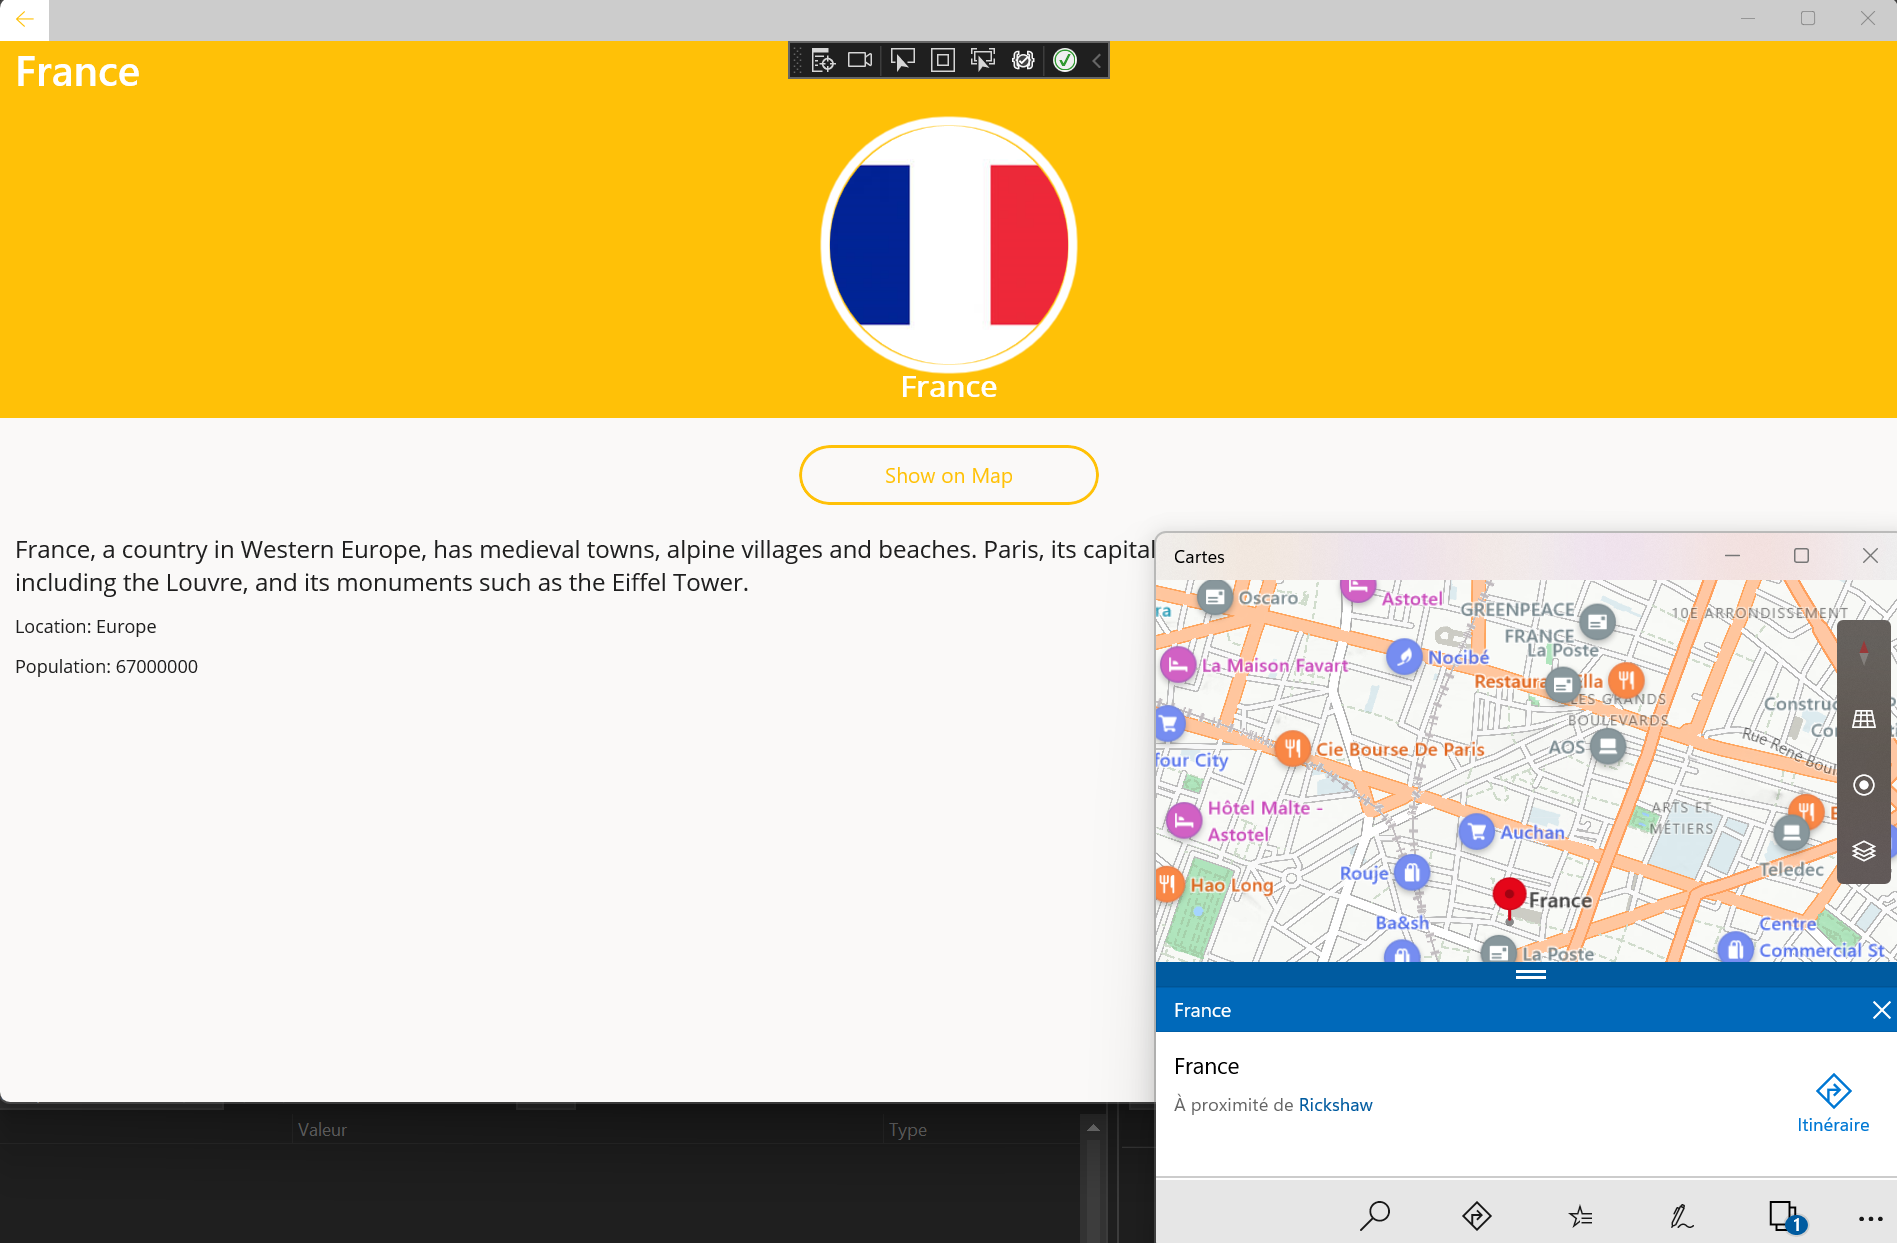 France
France
Show on Map
France, a country in Western Europe, has medieval towns, alpine villages and beaches. Paris, its capital
including the Louvre, and its monuments such as the Eiffel Tower.
Location: Europe
Population: 67000000
Cartes
ra
Oscaro
Astotel
GREENPEACE
FRANCE
10E ARRONDISSEMENT
La Poste
Nocibé
La Maison Favart
Restaura
lla
LES GRANDS
BOULEVARDS
Constru
Co
Rue René Boul
AOS
Cie Bourse De Paris
four City
Hôtel Malte -
Astotel
ARTS ET
MÉTIERS
Auchan
Teledec
Rouje
Hao Long
France
Ba&sh
Centre
Commercial St
La Poste
France
France
À proximité de Rickshaw
Itinéraire
1
Valeur
Type